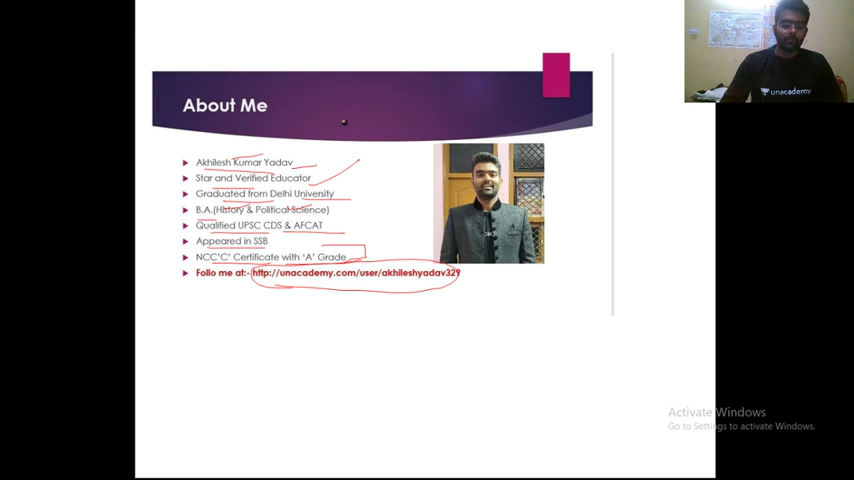 About Me
Akhilesh Kumar Yadav
Star and Verified Educator
Graduated from Delhi University
B.A.(History & Political Science)
Qualified UPSC CDS & AFCAT
Appeared in SSB
NCC'C' Certificate with 'A' Grade
Follo me at:- http://unacademy.com/user/akhileshyadav329
unacademy
Activate Windows
Go to Settings to activate Windows.